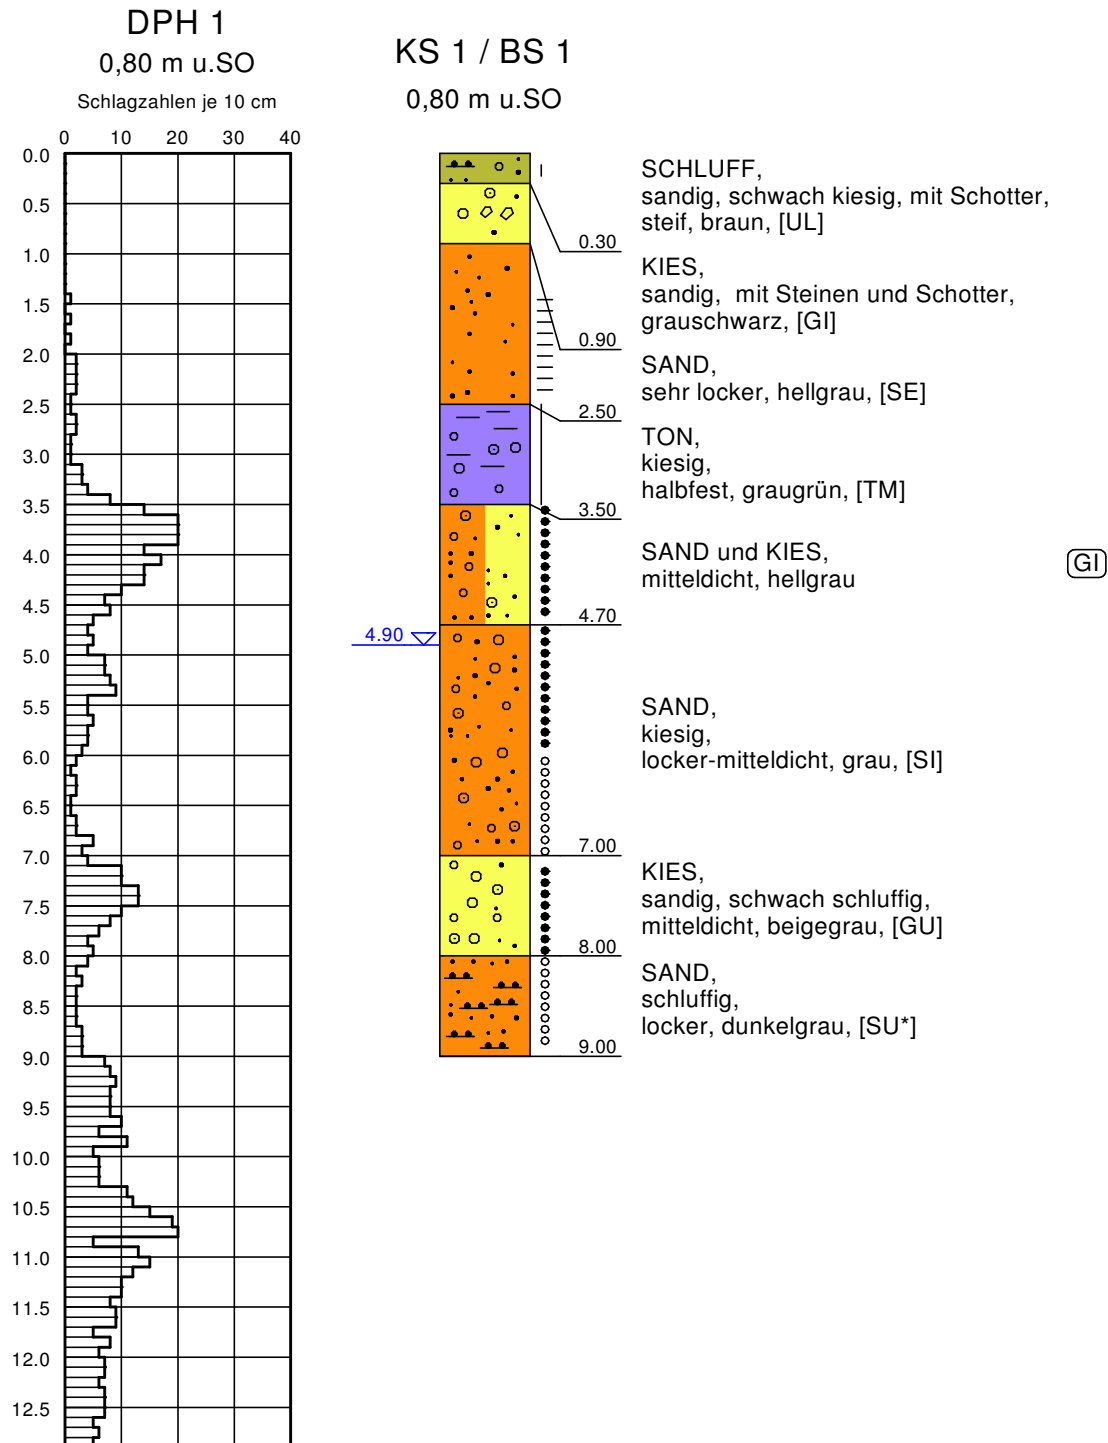 DPH 1
0,80 m u.SO
Schlagzahlen je 10 cm
0 10 20 30 40
0.0
0.5
1.0
1.5
2.0
2.5
3.0
3.5
4.0
4.5
5.0
5.5
6.0
6.5
7.0
7.5
8.0
8.5
9.0
9.5
10.0
10.5
11.0
11.5
12.0
12.5
KS 1 / BS 1
0,80 m u.SO
SCHLUFF,
sandig, schwach kiesig, mit Schotter,
steif, braun, [UL]
0.30
KIES,
sandig, mit Steinen und Schotter,
grauschwarz, [GI]
0.90
SAND,
sehr locker, hellgrau, [SE]
2.50
TON,
kiesig,
halbfest, graugrün, [TM]
3.50
SAND und KIES,
mitteldicht, hellgrau
GI
4.70
4.90
SAND,
kiesig,
locker-mitteldicht, grau, [SI]
7.00
KIES,
sandig, schwach schluffig,
mitteldicht, beigegrau, [GU]
8.00
SAND,
schluffig,
locker, dunkelgrau, [SU*]
9.00